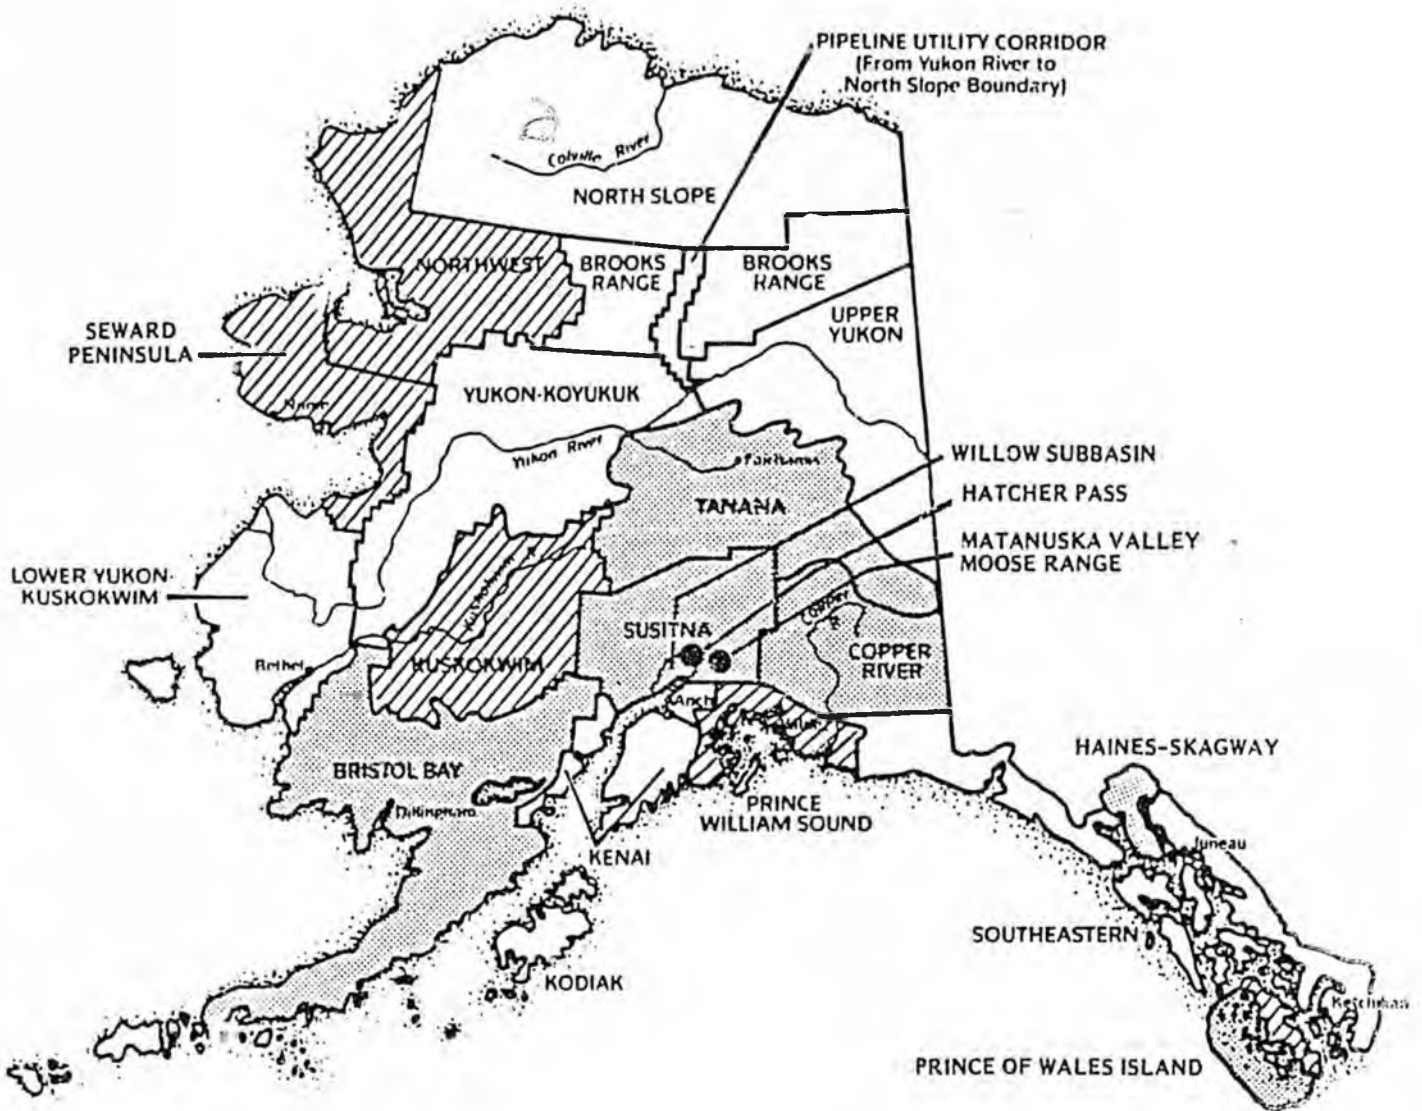 PIPELINE UTILITY CORRIDOR
(From Yukon River to
North Slope Boundary)
Colville River
NORTH SLOPE
NORTHWEST
BROOKS
RANGE
BROOKS
RANGE
UPPER
YUKON
SEWARD
PENINSULA
YUKON-KOYUKUK
Yukon River
WILLOW SUBBASIN
HATCHER PASS
TANANA
MATANUSKA VALLEY
MOOSE RANGE
LOWER YUKON-
KUSKOKWIM
Copper
SUSITNA
COPPER
RIVER
Bethel
KUSKOKWIM
Anch
HAINES-SKAGWAY
BRISTOL BAY
PRINCE
WILLIAM SOUND
KENAI
Juneau
SOUTHEASTERN
KODIAK
Ketchikan
PRINCE OF WALES ISLAND